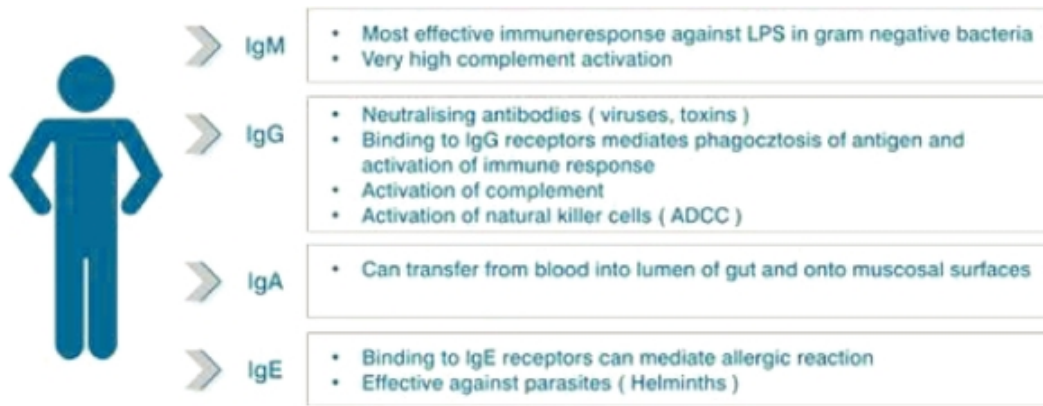 IgM
• Most effective immuneresponse against LPS in gram negative bacteria
• Very high complement activation
IgG
• Neutralising antibodies ( viruses, toxins )
• Binding to IgG receptors mediates phagocztosis of antigen and
activation of immune response
• Activation of complement
• Activation of natural killer cells ( ADCC )
IgA
• Can transfer from blood into lumen of gut and onto muscosal surfaces
IgE
• Binding to IgE receptors can mediate allergic reaction
• Effective against parasites ( Helminths )